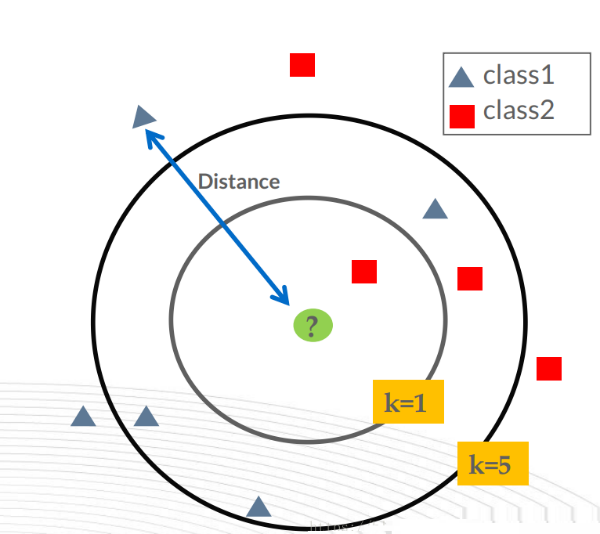 class1
class2
Distance
?
k=1
k=5